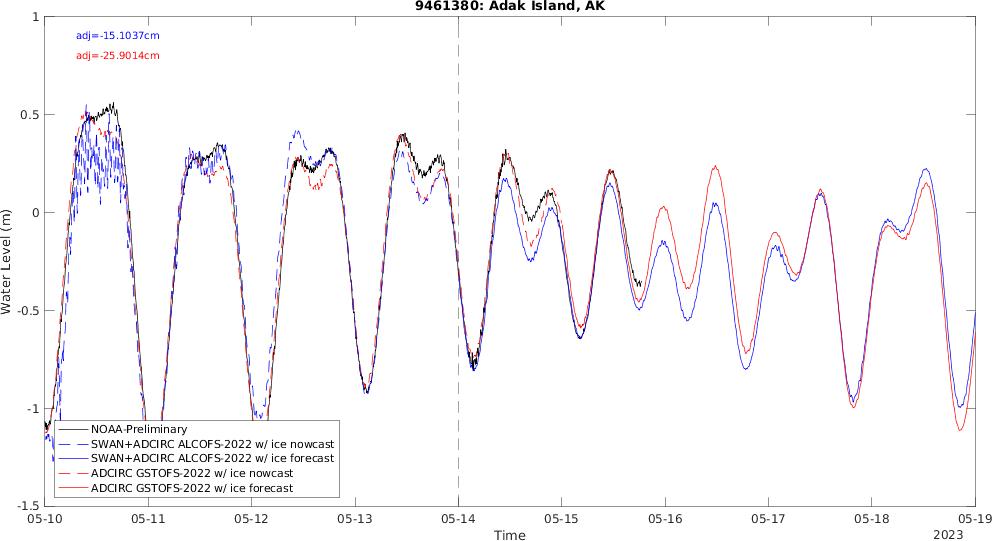 9461380: Adak Island, AK
adj=-15.1037cm
adj=-25.9014cm
1
0.5
0
-0.5
-1
-1.5
Water Level (m)
NOAA-Preliminary
SWAN+ADCIRC ALCOFS-2022 w/ ice nowcast
SWAN+ADCIRC ALCOFS-2022 w/ ice forecast
ADCIRC GSTOFS-2022 w/ ice nowcast
ADCIRC GSTOFS-2022 w/ ice forecast
05-10 05-11 05-12 05-13 05-14 05-15 05-16 05-17 05-18 05-19
Time
2023